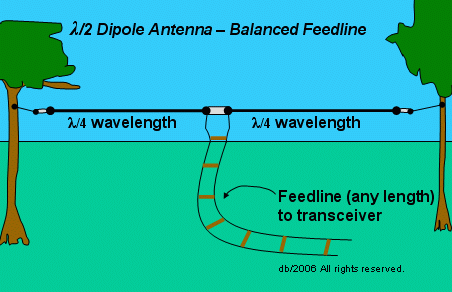 λ/2 Dipole Antenna – Balanced Feedline
λ/4 wavelength
λ/4 wavelength
Feedline (any length)
to transceiver
db/2006 All rights reserved.